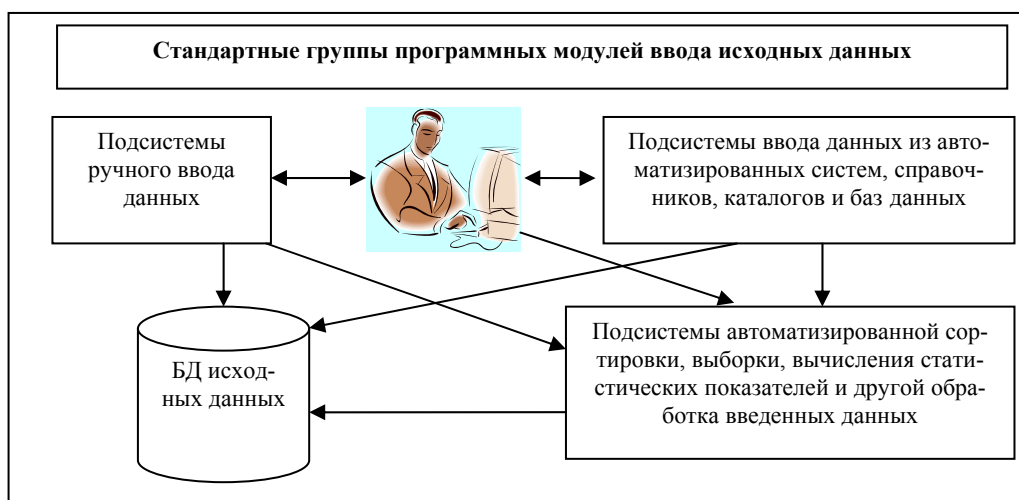 Стандартные группы программных модулей ввода исходных данных
Подсистемы
ручного ввода
данных
Подсистемы ввода данных из авто-
матизированных систем, справоч-
ников, каталогов и баз данных
БД исход-
ных данных
Подсистемы автоматизированной сор-
тировки, выборки, вычисления стати-
стических показателей и другой обра-
ботка введенных данных